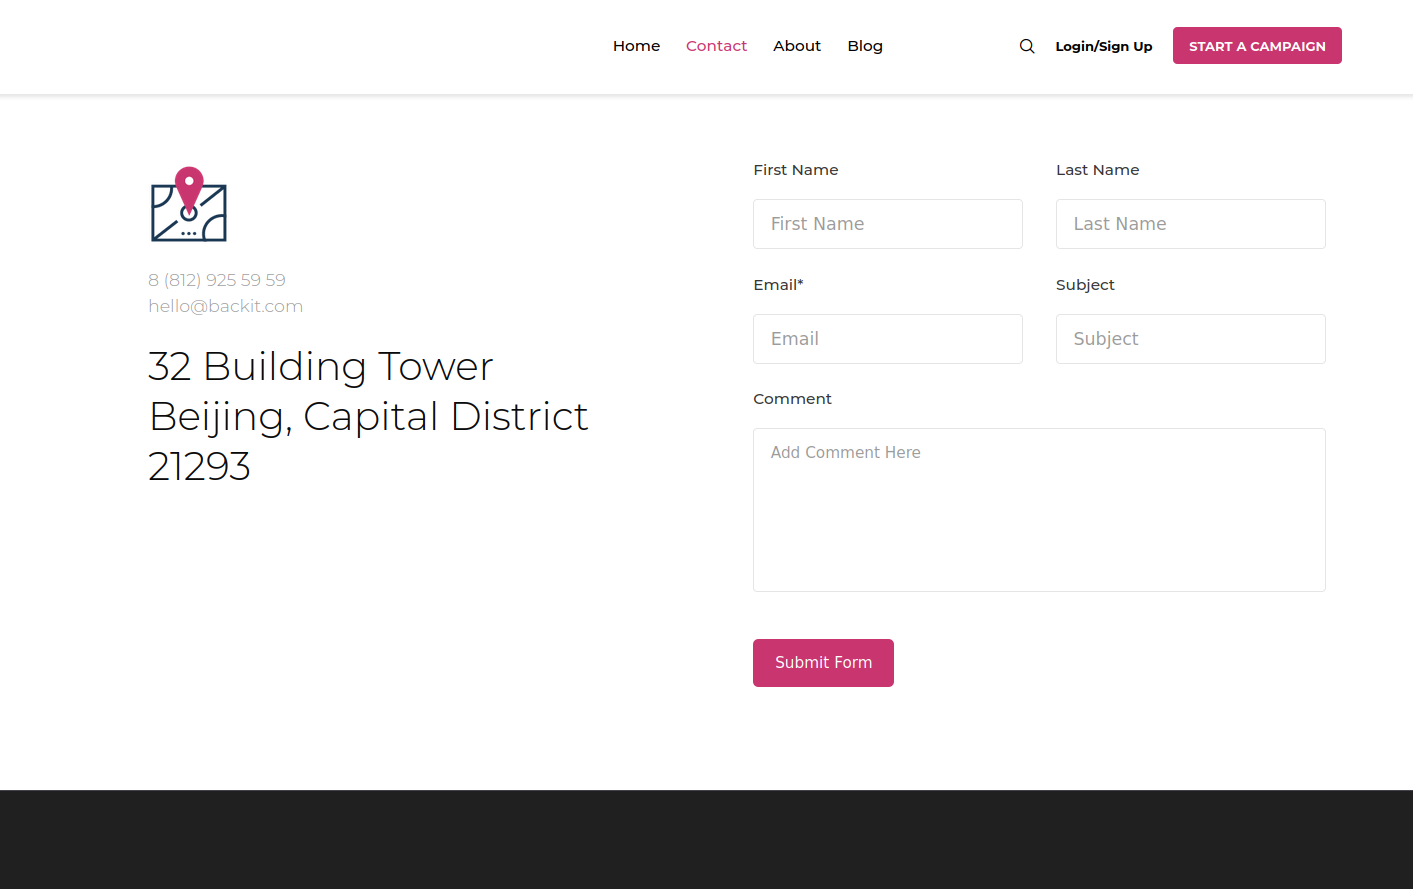 Home Contact About Blog Login/Sign Up START A CAMPAIGN
8 (812) 925 59 59
hello@backit.com
32 Building Tower
Beijing, Capital District
21293
First Name Last Name
First Name Last Name
Email* Subject
Email Subject
Comment
Add Comment Here
Submit Form